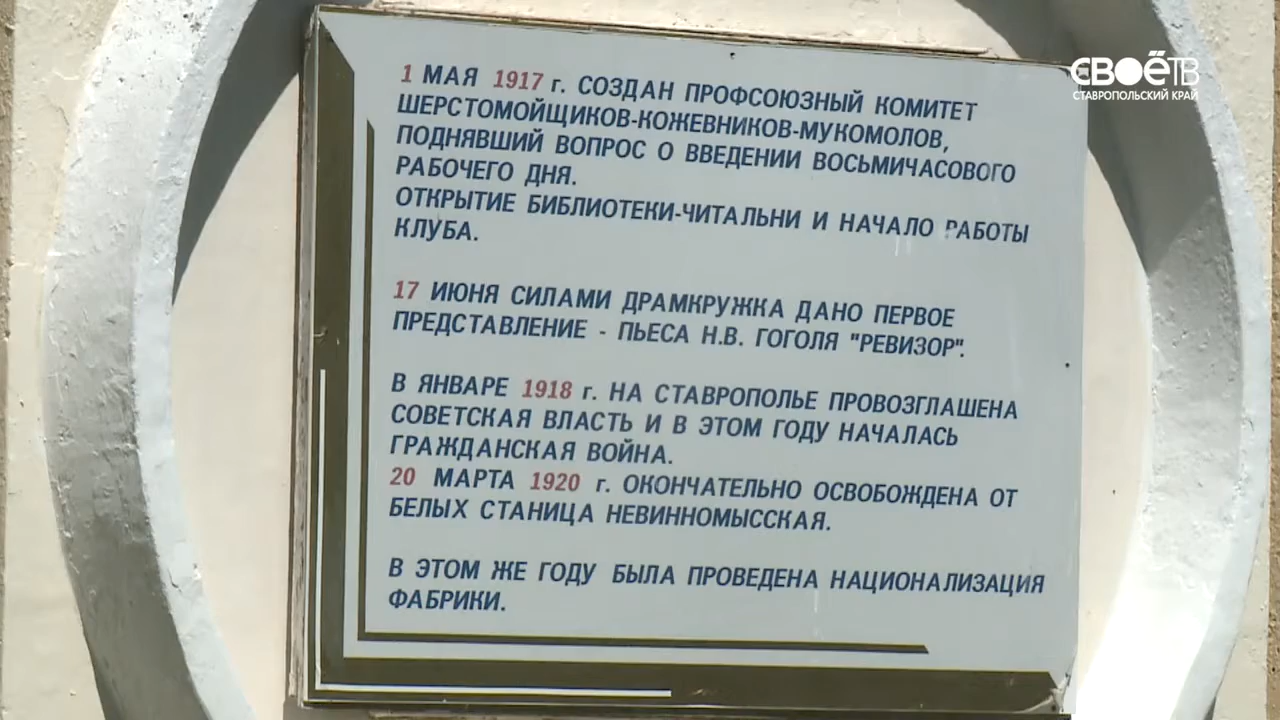 СВОЁТВ
СТАВРОПОЛЬСКИЙ КРАЙ
1 МАЯ 1917 г. СОЗДАН ПРОФСОЮЗНЫЙ КОМИТЕТ
ШЕРСТОМОЙЩИКОВ-КОЖЕВНИКОВ-МУКОМОЛОВ,
ПОДНЯВШИЙ ВОПРОС О ВВЕДЕНИИ ВОСЬМИЧАСОВОГО
РАБОЧЕГО ДНЯ.
ОТКРЫТИЕ БИБЛИОТЕКИ-ЧИТАЛЬНИ И НАЧАЛО РАБОТЫ
КЛУБА.
17 ИЮНЯ СИЛАМИ ДРАМКРУЖКА ДАНО ПЕРВОЕ
ПРЕДСТАВЛЕНИЕ - ПЬЕСА Н.В. ГОГОЛЯ "РЕВИЗОР".
В ЯНВАРЕ 1918 г. НА СТАВРОПОЛЬЕ ПРОВОЗГЛАШЕНА
СОВЕТСКАЯ ВЛАСТЬ И В ЭТОМ ГОДУ НАЧАЛАСЬ
ГРАЖДАНСКАЯ ВОЙНА.
20 МАРТА 1920 г. ОКОНЧАТЕЛЬНО ОСВОБОЖДЕНА ОТ
БЕЛЫХ СТАНИЦА НЕВИННОМЫССКАЯ.
В ЭТОМ ЖЕ ГОДУ БЫЛА ПРОВЕДЕНА НАЦИОНАЛИЗАЦИЯ
ФАБРИКИ.